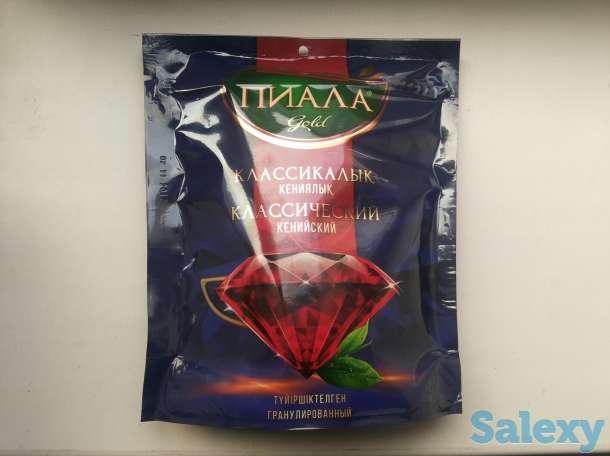 ПИАЛА®
Gold
КЛАССИКАЛЫҚ
КЕНИЯЛЫҚ
КЛАССИЧЕСКИЙ
КЕНИЙСКИЙ
ТҮЙІРШІКТЕЛГЕН
ГРАНУЛИРОВАННЫЙ
Salexy